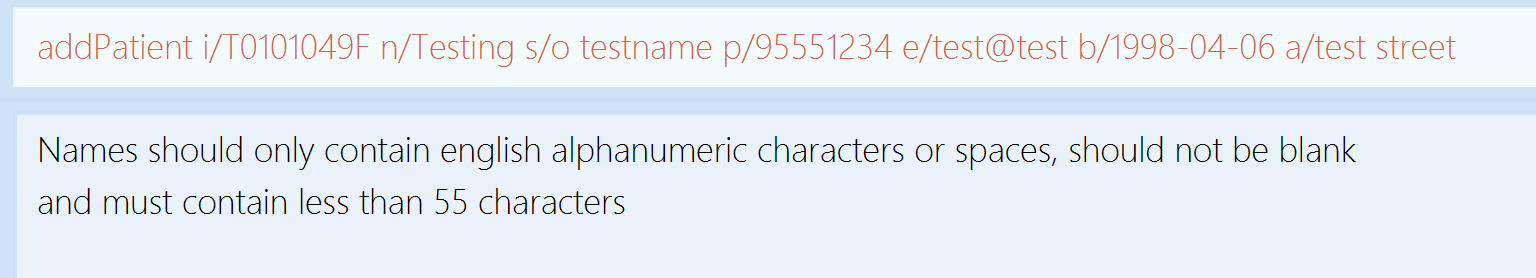 addPatient i/T0101049F n/Testing s/o testname p/95551234 e/test@test b/1998-04-06 a/test street
Names should only contain english alphanumeric characters or spaces, should not be blank
and must contain less than 55 characters